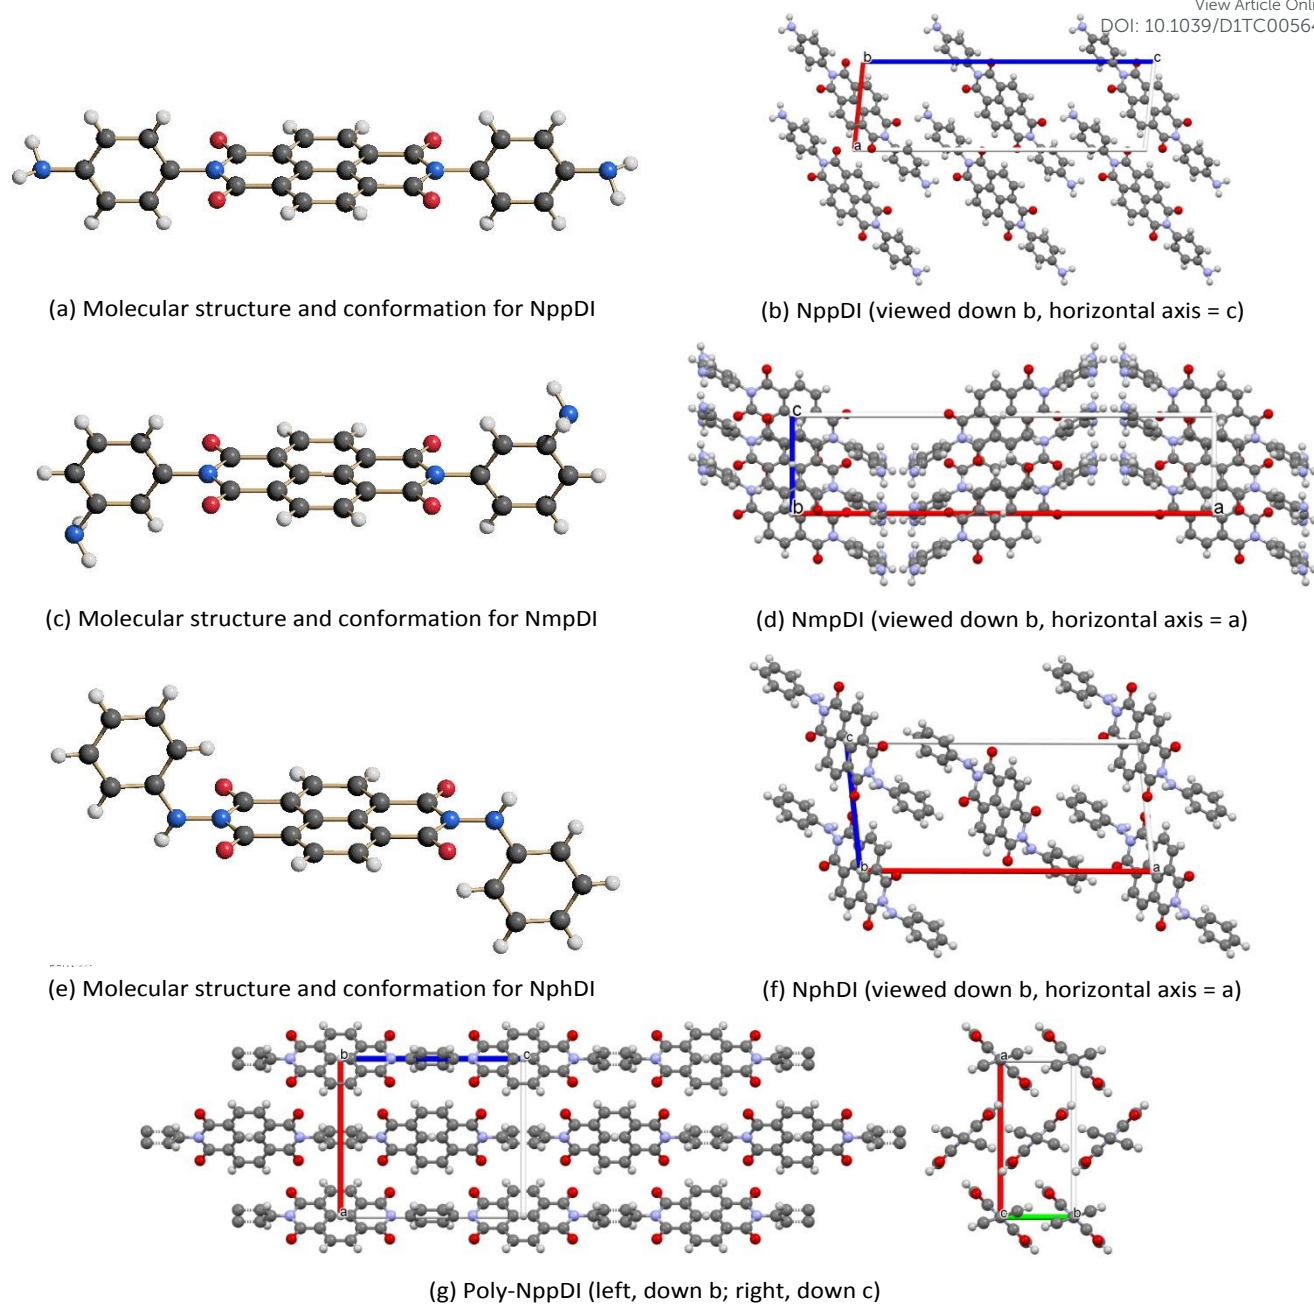 View Article Onli
DOI: 10.1039/D1TC00564
b
c
a
(a) Molecular structure and conformation for NppDI
(b) NppDI (viewed down b, horizontal axis = c)
c
b
a
(c) Molecular structure and conformation for NmpDI
(d) NmpDI (viewed down b, horizontal axis = a)
c
b
a
(e) Molecular structure and conformation for NphDI
(f) NphDI (viewed down b, horizontal axis = a)
b
c
a
a
c
b
(g) Poly-NppDI (left, down b; right, down c)